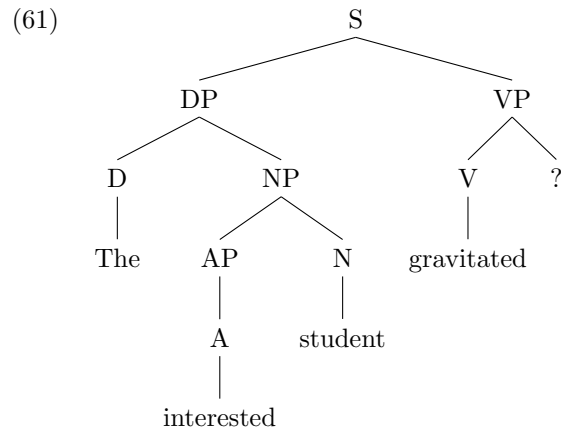 (61) S
DP VP
D NP V ?
The AP N gravitated
A student
interested